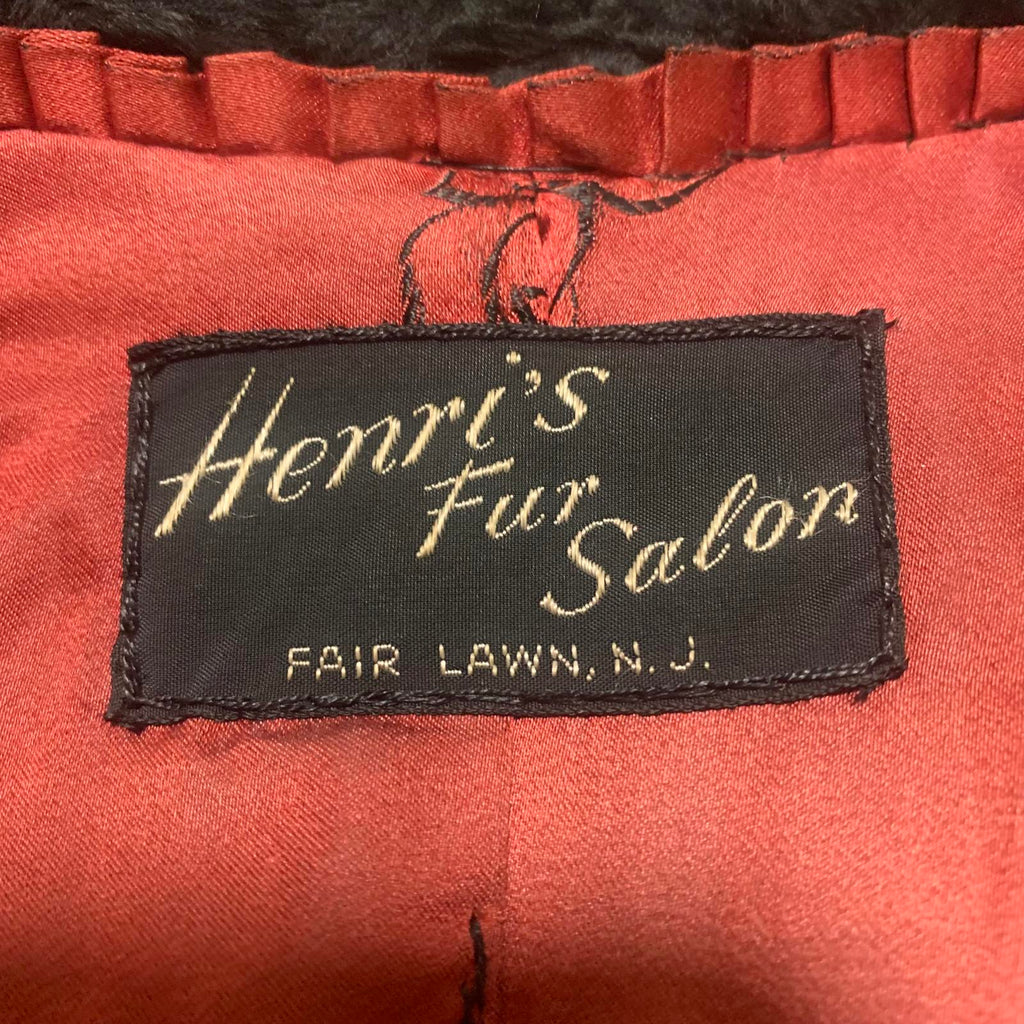 Henri's
Fur
Salon
FAIR LAWN, N. J.